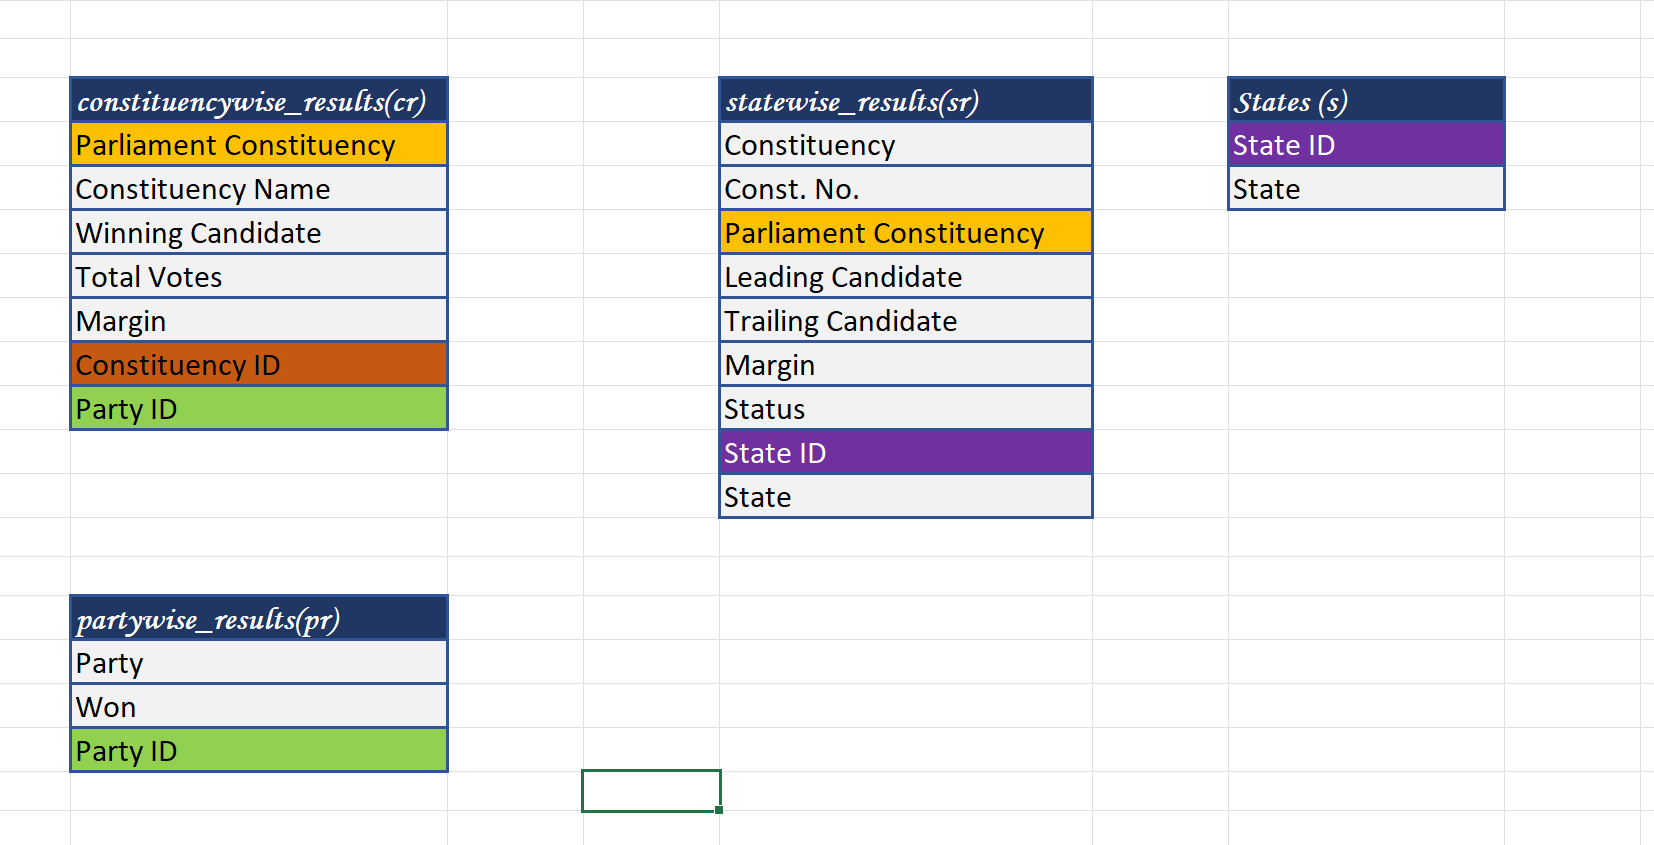 constituencywise_results(cr)
Parliament Constituency
Constituency Name
Winning Candidate
Total Votes
Margin
Constituency ID
Party ID
statewise_results(sr)
Constituency
Const. No.
Parliament Constituency
Leading Candidate
Trailing Candidate
Margin
Status
State ID
State
States (s)
State ID
State
partywise_results(pr)
Party
Won
Party ID